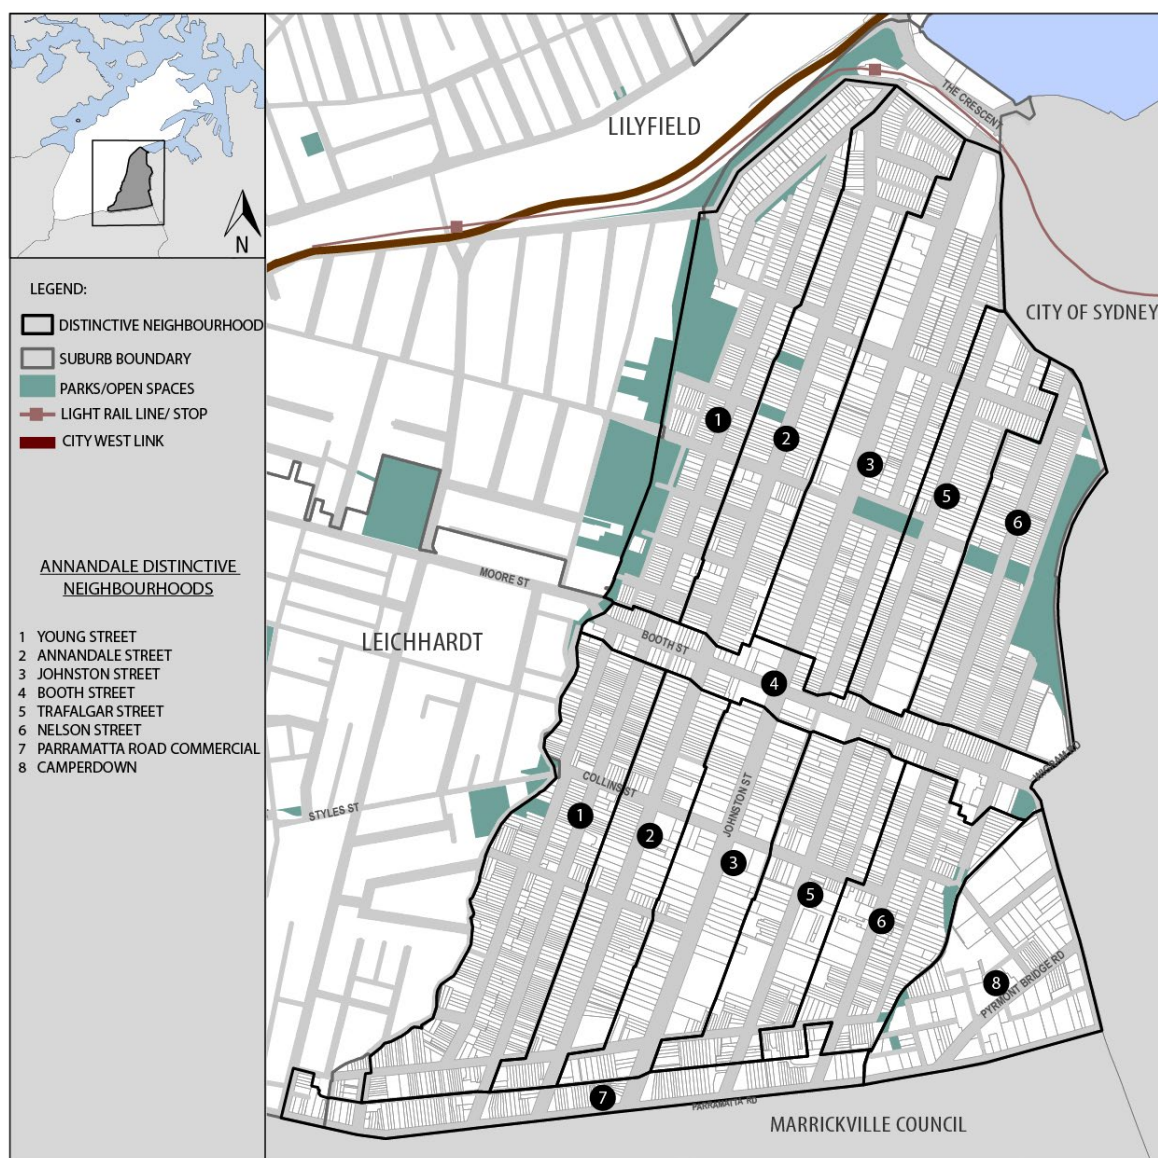 N
LEGEND:
DISTINCTIVE NEIGHBOURHOOD
SUBURB BOUNDARY
PARKS/OPEN SPACES
LIGHT RAIL LINE/ STOP
CITY WEST LINK
ANNANDALE DISTINCTIVE
NEIGHBOURHOODS
1 YOUNG STREET
2 ANNANDALE STREET
3 JOHNSTON STREET
4 BOOTH STREET
5 TRAFALGAR STREET
6 NELSON STREET
7 PARRAMATTA ROAD COMMERCIAL
8 CAMPERDOWN
THE CRESCENT
LILYFIELD
CITY OF SYDNEY
1
2
3
5
6
MOORE ST
LEICHHARDT
BOOTH ST
4
COLLINS ST
JOHNSTON ST
STYLES ST
1
2
3
5
6
8
PYRMONT BRIDGE RD
7
PARRAMATTA RD
MARRICKVILLE COUNCIL